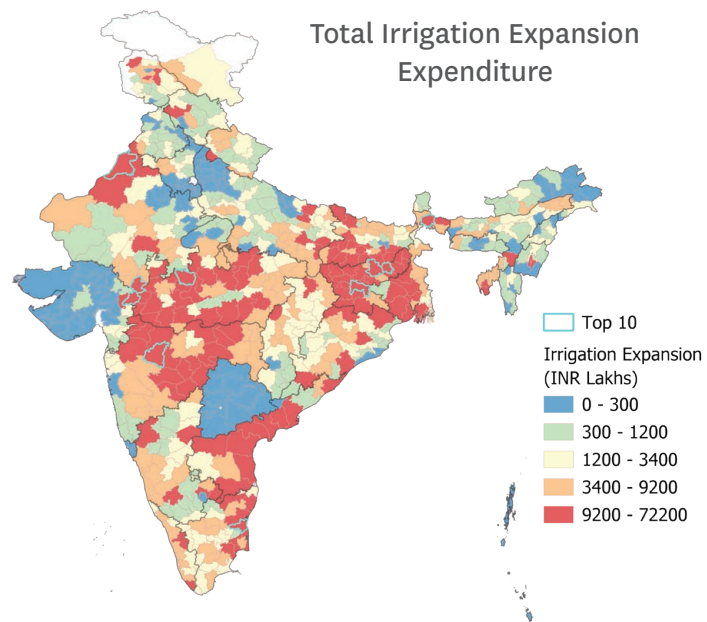 Total Irrigation Expansion
Expenditure
Top 10
Irrigation Expansion
(INR Lakhs)
0 - 300
300 - 1200
1200 - 3400
3400 - 9200
9200 - 72200